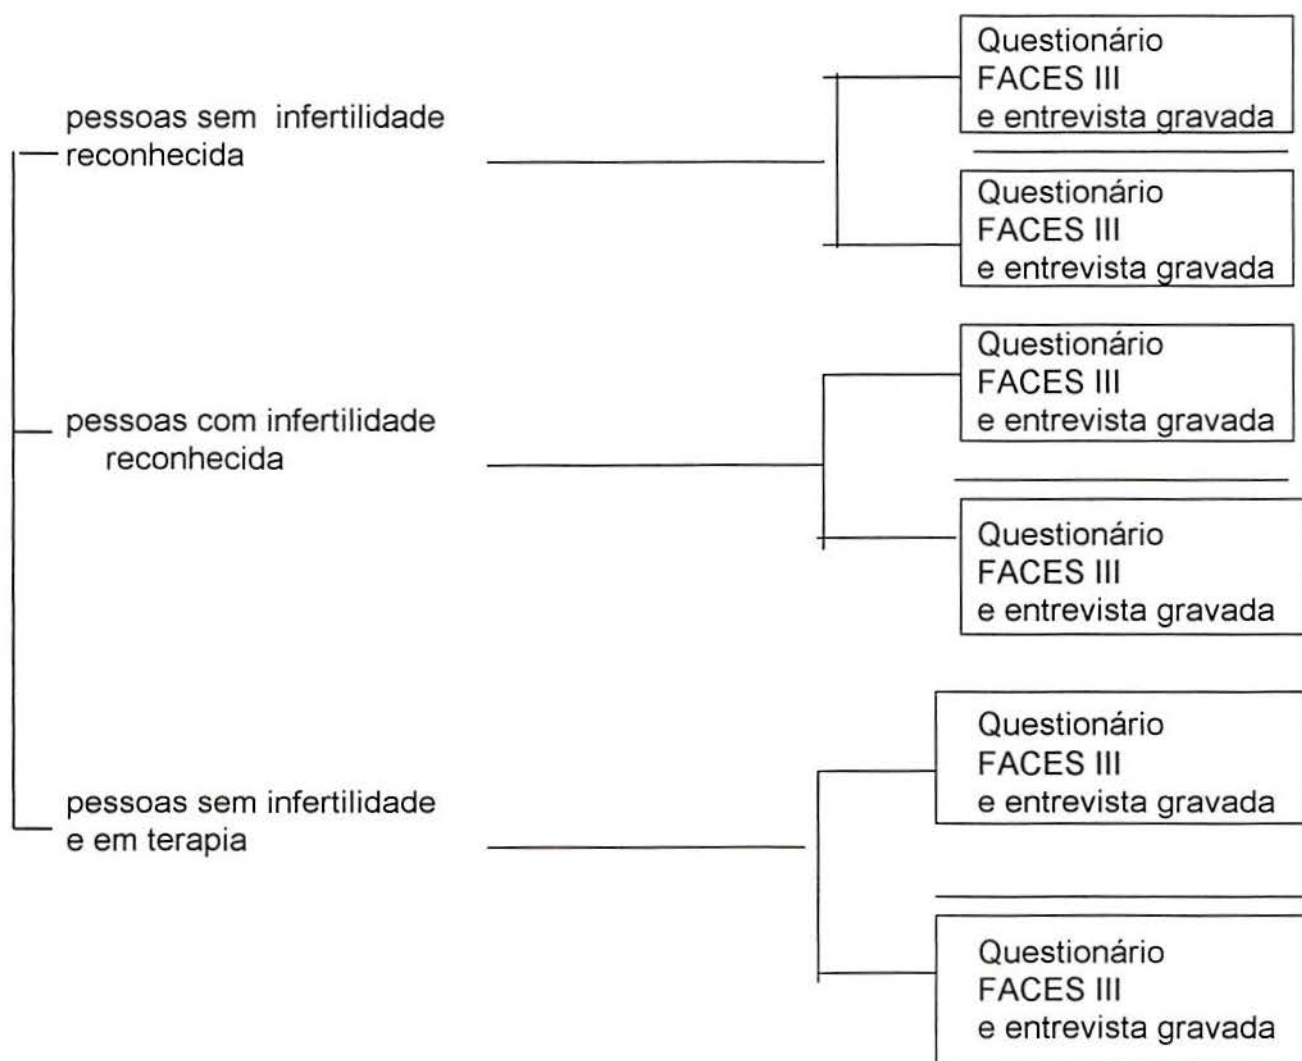 pessoas sem infertilidade
reconhecida
Questionário
FACES III
e entrevista gravada
Questionário
FACES III
e entrevista gravada
pessoas com infertilidade
reconhecida
Questionário
FACES III
e entrevista gravada
Questionário
FACES III
e entrevista gravada
pessoas sem infertilidade
e em terapia
Questionário
FACES III
e entrevista gravada
Questionário
FACES III
e entrevista gravada